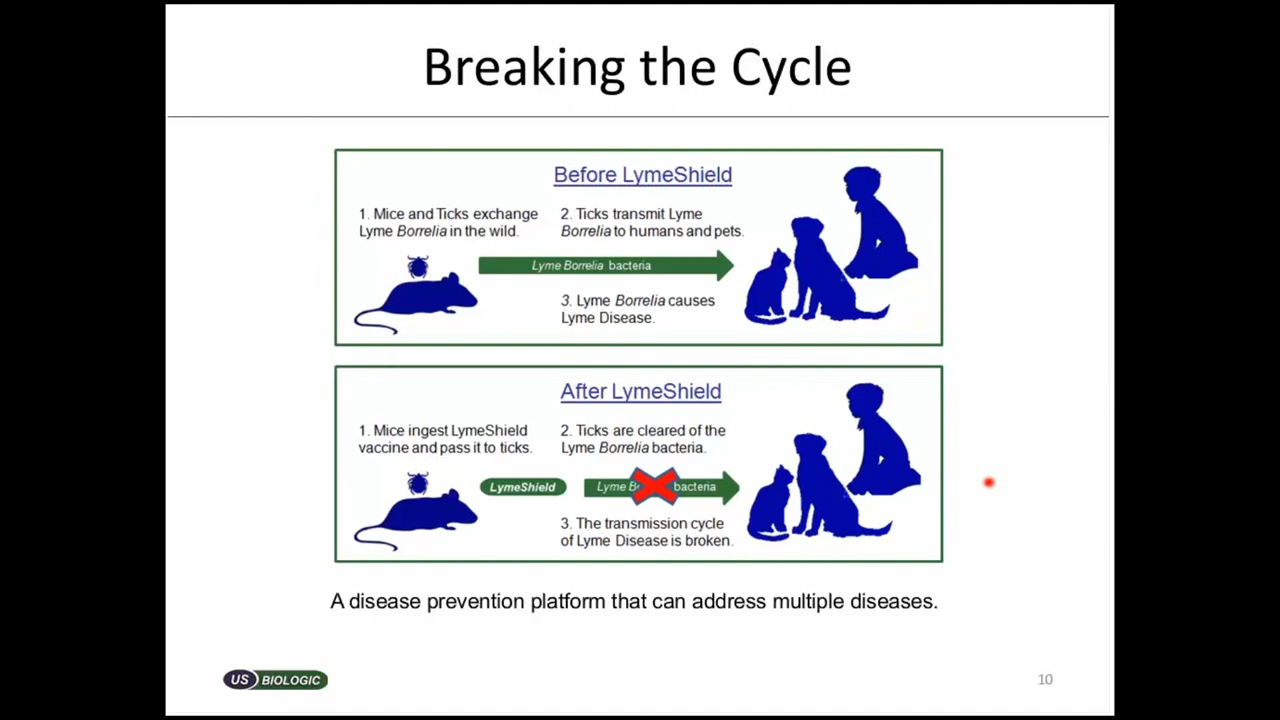 Breaking the Cycle
Before LymeShield
1. Mice and Ticks exchange
Lyme Borrelia in the wild.
2. Ticks transmit Lyme
Borrelia to humans and pets.
Lyme Borrelia bacteria
3. Lyme Borrelia causes
Lyme Disease.
After LymeShield
1. Mice ingest LymeShield
vaccine and pass it to ticks.
2. Ticks are cleared of the
Lyme Borrelia bacteria.
LymeShield
Lyme bacteria
3. The transmission cycle
of Lyme Disease is broken.
A disease prevention platform that can address multiple diseases.
US BIOLOGIC
10